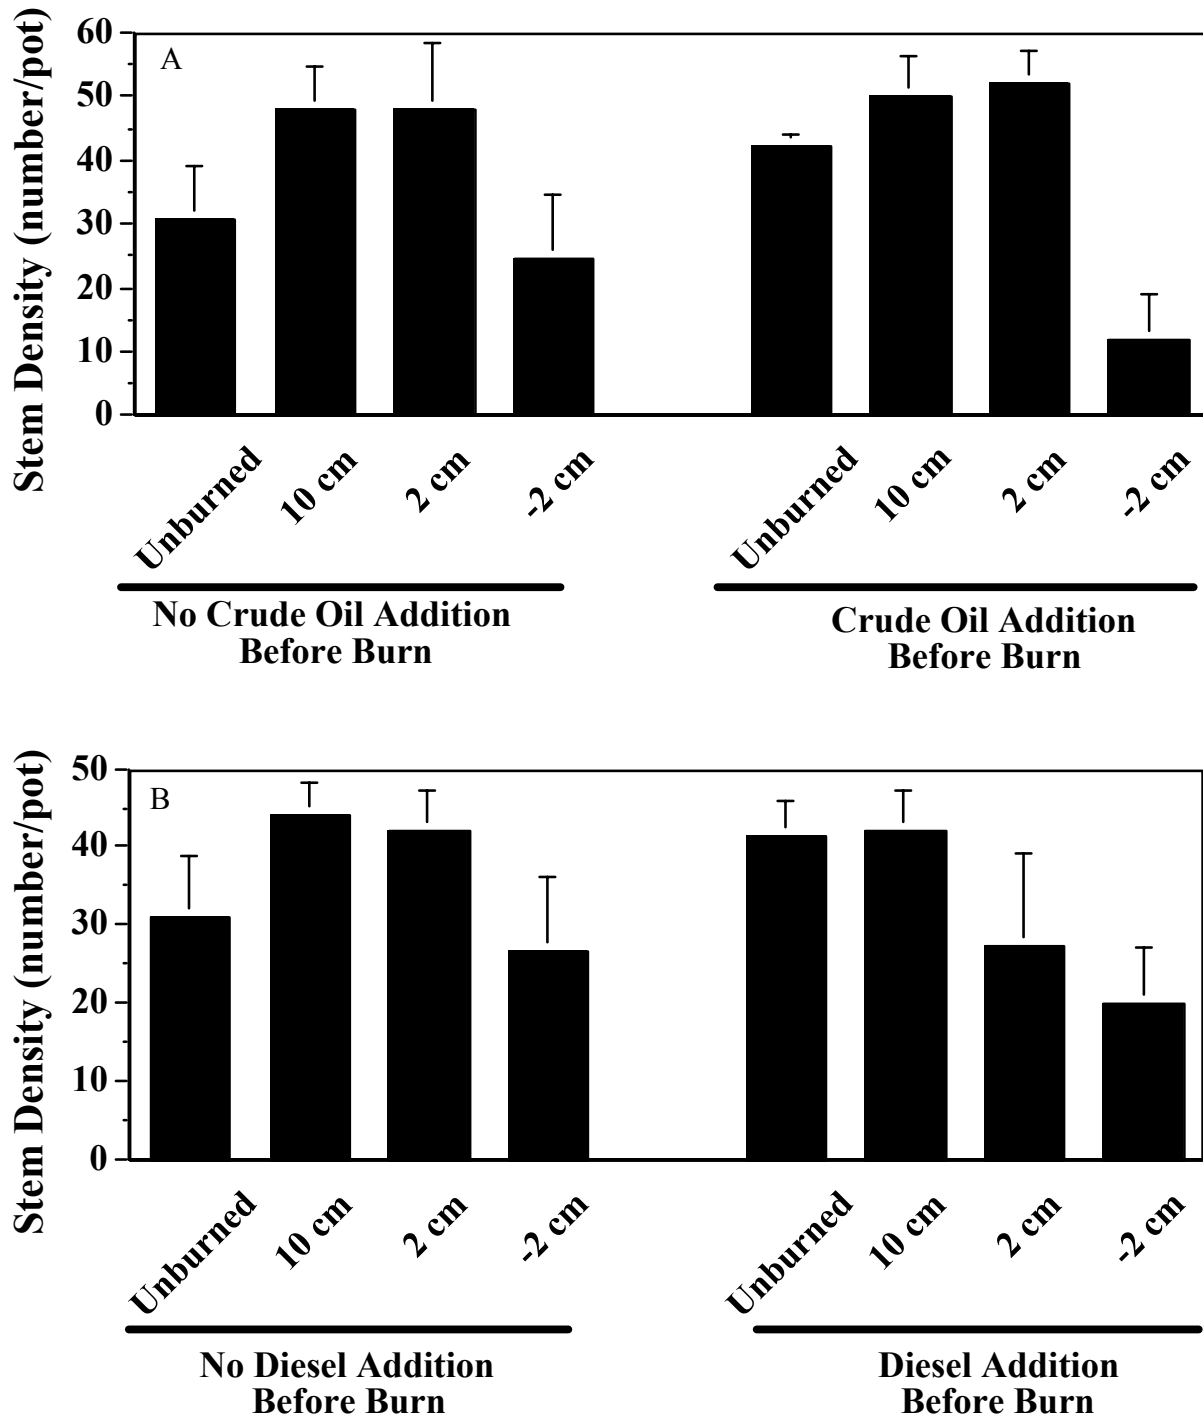 Stem Density (number/pot)
A
60
50
40
30
20
10
0
Unburned
10 cm
2 cm
-2 cm
Unburned
10 cm
2 cm
-2 cm
No Crude Oil Addition
Before Burn
Crude Oil Addition
Before Burn
Stem Density (number/pot)
B
50
40
30
20
10
0
Unburned
10 cm
2 cm
-2 cm
Unburned
10 cm
2 cm
-2 cm
No Diesel Addition
Before Burn
Diesel Addition
Before Burn